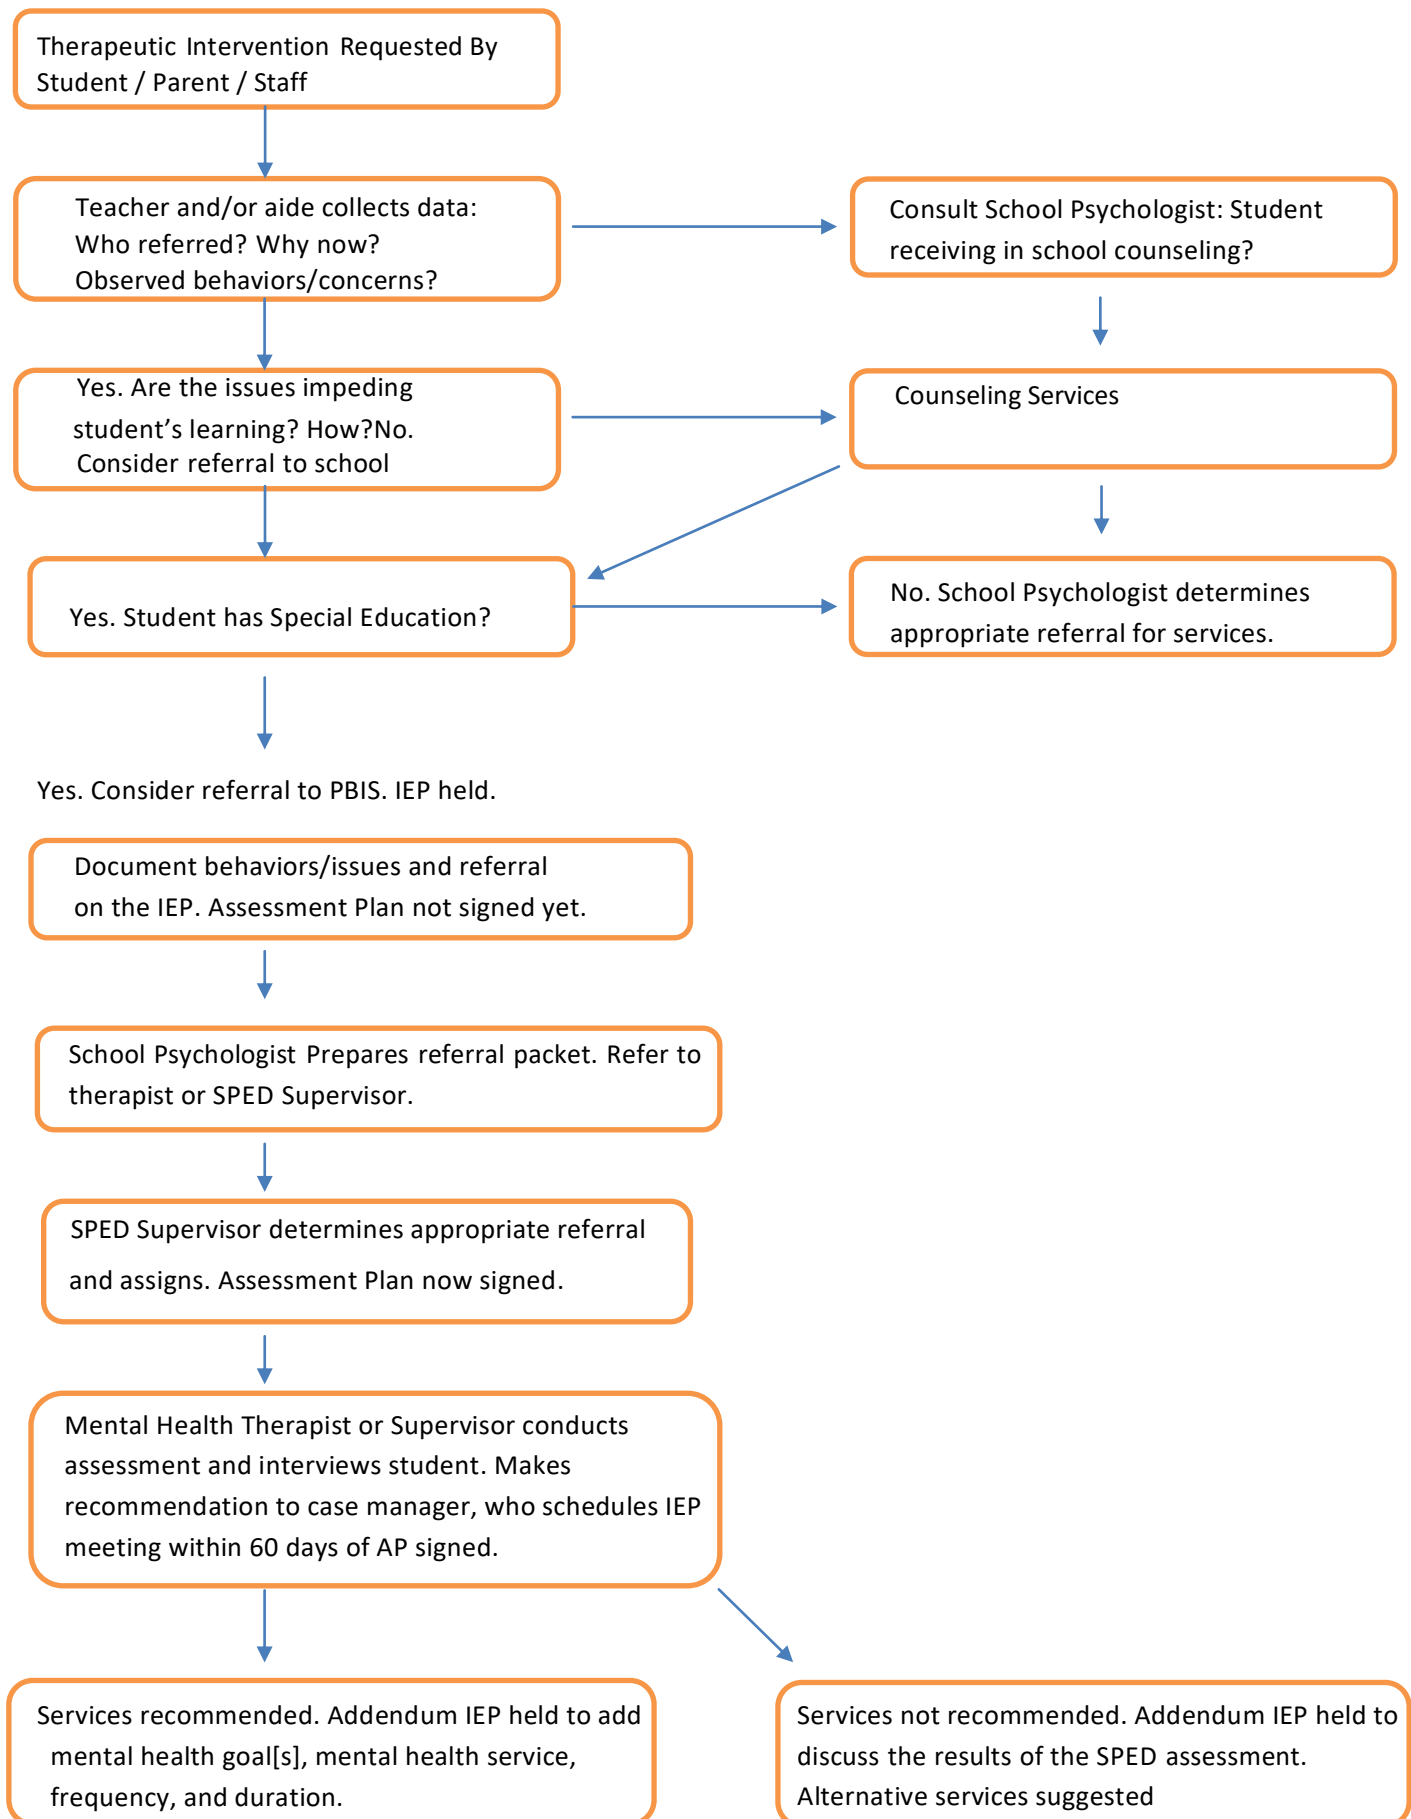 Therapeutic Intervention Requested By
Student / Parent / Staff
Teacher and/or aide collects data:
Who referred? Why now?
Observed behaviors/concerns?
Consult School Psychologist: Student
receiving in school counseling?
Yes. Are the issues impeding
student’s learning? How?No.
Consider referral to school
Counseling Services
Yes. Student has Special Education?
No. School Psychologist determines
appropriate referral for services.
Yes. Consider referral to PBIS. IEP held.
Document behaviors/issues and referral
on the IEP. Assessment Plan not signed yet.
School Psychologist Prepares referral packet. Refer to
therapist or SPED Supervisor.
SPED Supervisor determines appropriate referral
and assigns. Assessment Plan now signed.
Mental Health Therapist or Supervisor conducts
assessment and interviews student. Makes
recommendation to case manager, who schedules IEP
meeting within 60 days of AP signed.
Services recommended. Addendum IEP held to add
mental health goal[s], mental health service,
frequency, and duration.
Services not recommended. Addendum IEP held to
discuss the results of the SPED assessment.
Alternative services suggested